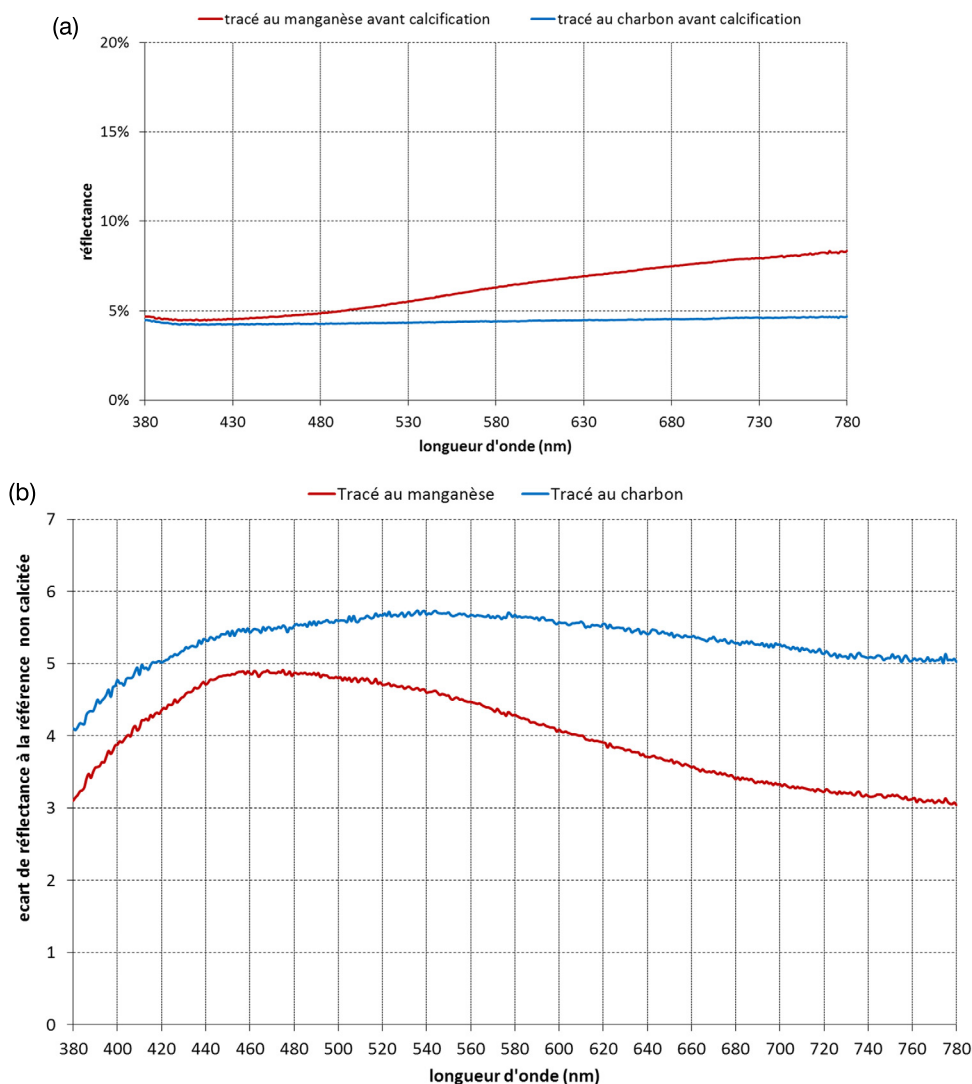 (a)
tracé au manganèse avant calcification tracé au charbon avant calcification
20%
15%
10%
5%
0%
réflectance
380 430 480 530 580 630 680 730 780
longueur d'onde (nm)
(b)
Tracé au manganèse Tracé au charbon
7
6
5
4
3
2
1
0
ecart de réflectance à la référence non calcitée
380 400 420 440 460 480 500 520 540 560 580 600 620 640 660 680 700 720 740 760 780
longueur d'onde (nm)